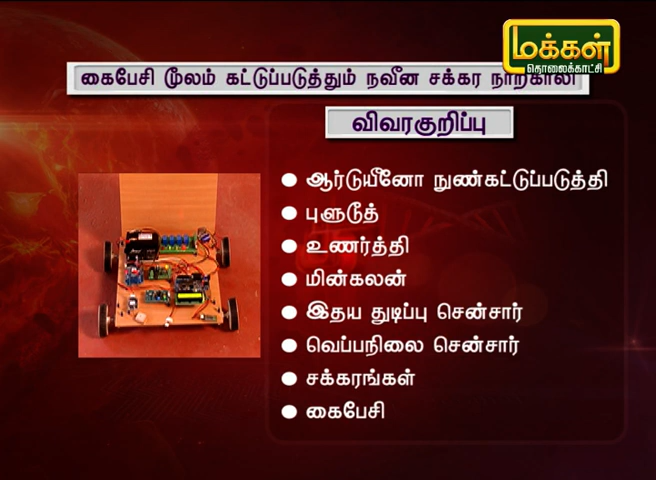 மக்கள்
தொலைக்காட்சி
கைபேசி மூலம் கட்டுப்படுத்தும் நவீன சக்கர நாற்காலி
விவரகுறிப்பு
ஆர்டுயீனோ நுண்கட்டுப்படுத்தி
புளுடூத்
உணர்த்தி
மின்கலன்
இதய துடிப்பு சென்சார்
வெப்பநிலை சென்சார்
சக்கரங்கள்
கைபேசி